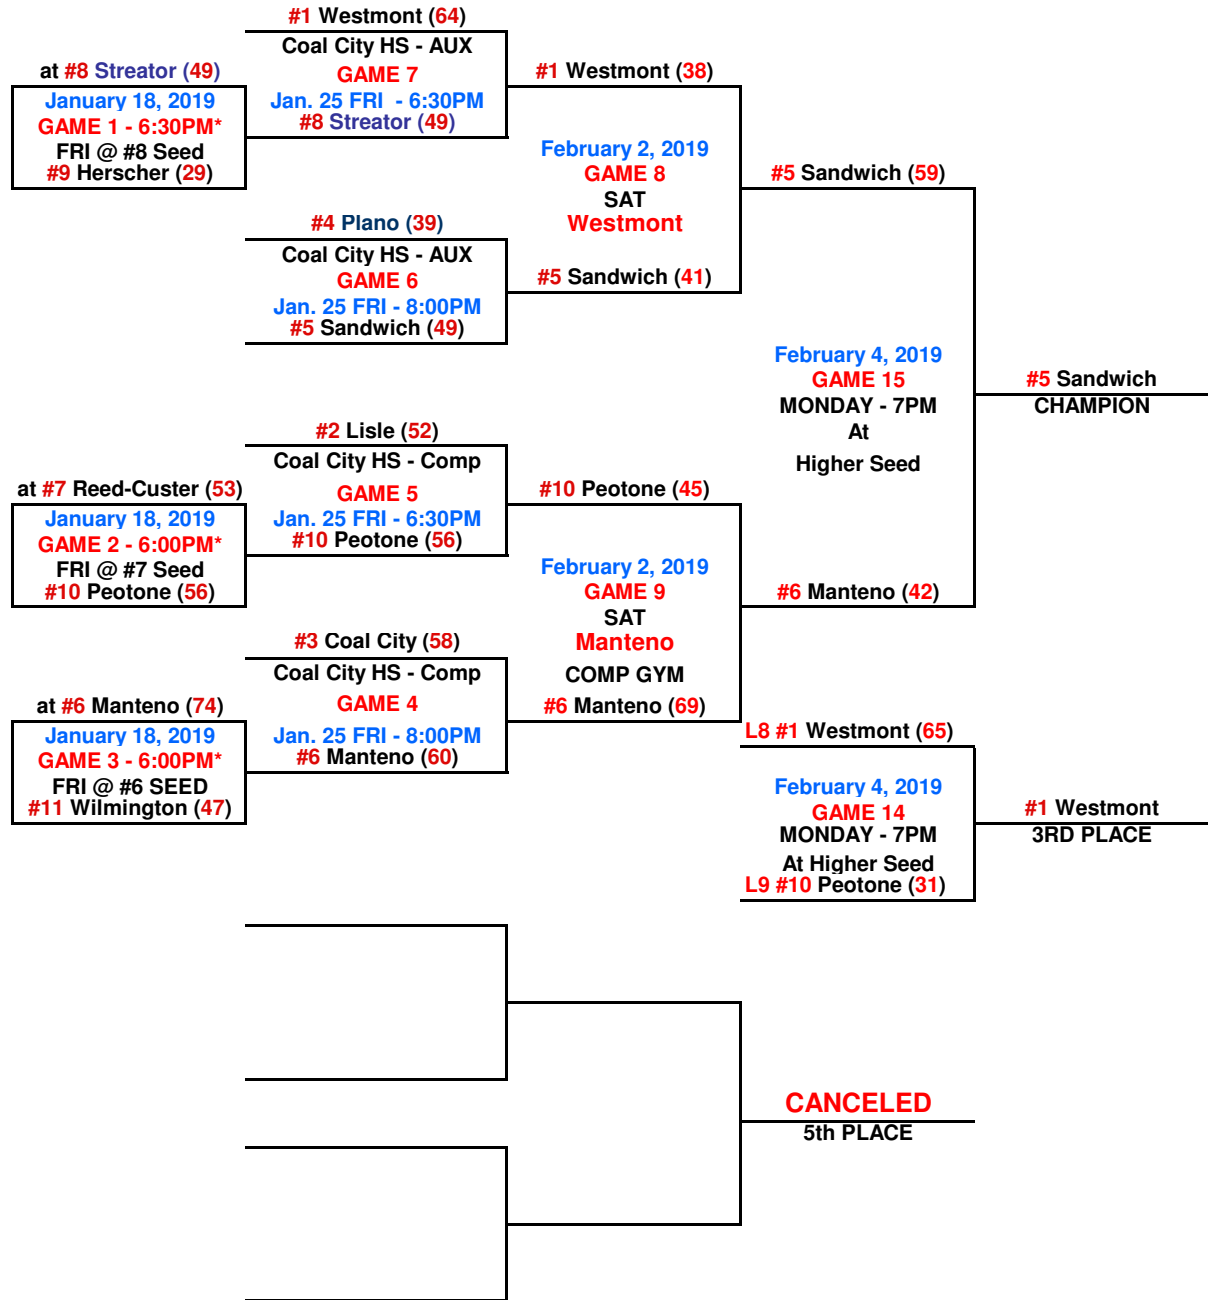 #1 Westmont (64)
Coal City HS - AUX
GAME 7
Jan. 25 FRI - 6:30PM
#8 Streator (49)
at #8 Streator (49)
January 18, 2019
GAME 1 - 6:30PM*
FRI @ #8 Seed
#9 Herscher (29)
#1 Westmont (38)
February 2, 2019
GAME 8
SAT
Westmont
#5 Sandwich (41)
#4 Plano (39)
Coal City HS - AUX
GAME 6
Jan. 25 FRI - 8:00PM
#5 Sandwich (49)
#5 Sandwich (59)
February 4, 2019
GAME 15
MONDAY - 7PM
At
Higher Seed
#6 Manteno (42)
#5 Sandwich
CHAMPION
#2 Lisle (52)
Coal City HS - Comp
GAME 5
Jan. 25 FRI - 6:30PM
#10 Peotone (56)
at #7 Reed-Custer (53)
January 18, 2019
GAME 2 - 6:00PM*
FRI @ #7 Seed
#10 Peotone (56)
#10 Peotone (45)
February 2, 2019
GAME 9
SAT
Manteno
COMP GYM
#6 Manteno (69)
#3 Coal City (58)
Coal City HS - Comp
GAME 4
Jan. 25 FRI - 8:00PM
#6 Manteno (60)
at #6 Manteno (74)
January 18, 2019
GAME 3 - 6:00PM*
FRI @ #6 SEED
#11 Wilmington (47)
L8 #1 Westmont (65)
February 4, 2019
GAME 14
MONDAY - 7PM
At Higher Seed
L9 #10 Peotone (31)
#1 Westmont
3RD PLACE
CANCELED
5th PLACE